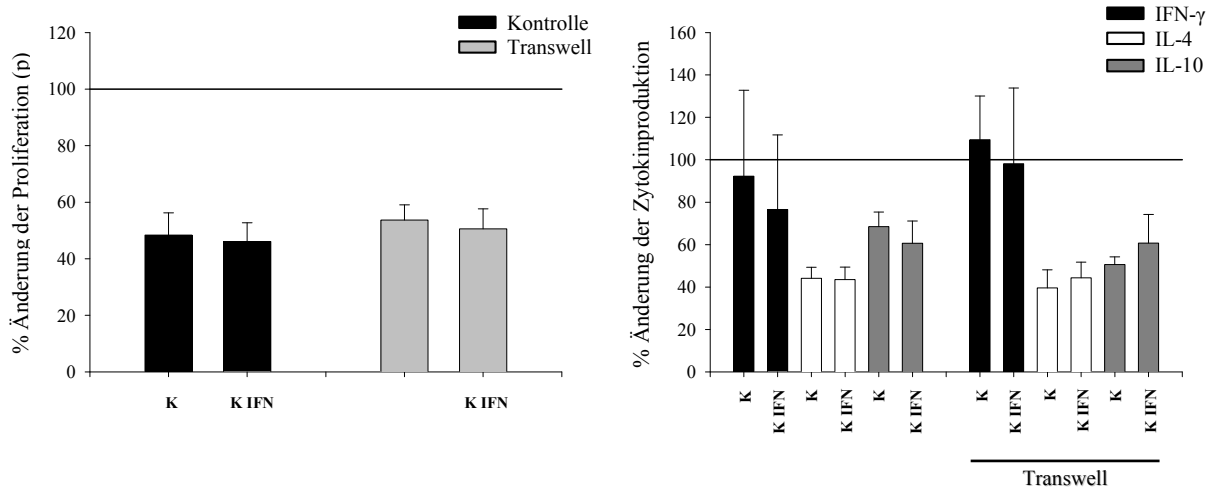 % Änderung der Proliferation (p)
120
100
80
60
40
20
0
Kontrolle
Transwell
K
K IFN
K IFN
% Änderung der Zytokinproduktion
160
140
120
100
80
60
40
20
0
IFN-γ
IL-4
IL-10
K
K IFN
K
K IFN
K
K IFN
K
K IFN
K
K IFN
K
K IFN
Transwell